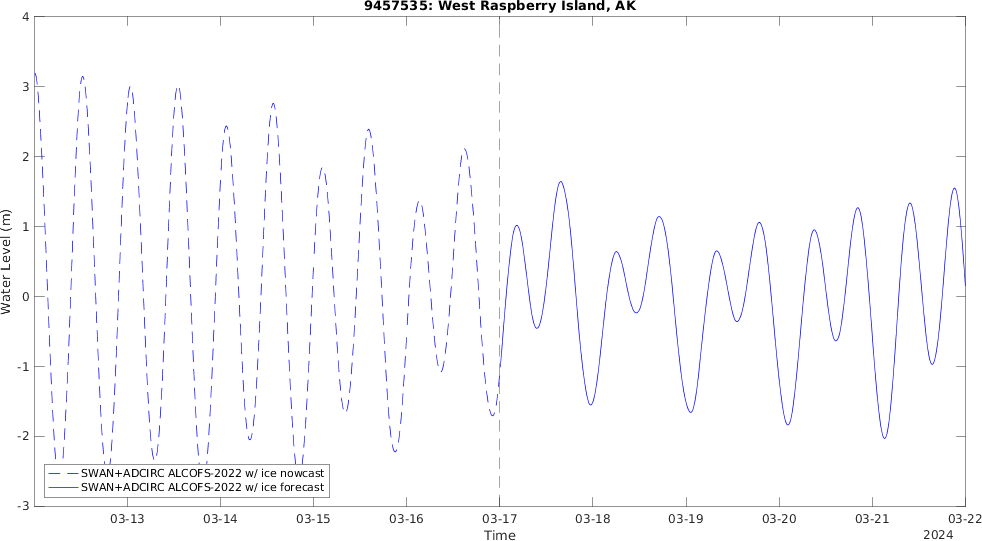 9457535: West Raspberry Island, AK
4
3
2
1
0
-1
-2
-3
Water Level (m)
SWAN+ADCIRC ALCOFS-2022 w/ ice nowcast
SWAN+ADCIRC ALCOFS-2022 w/ ice forecast
03-13 03-14 03-15 03-16 03-17 03-18 03-19 03-20 03-21 03-22
Time
2024